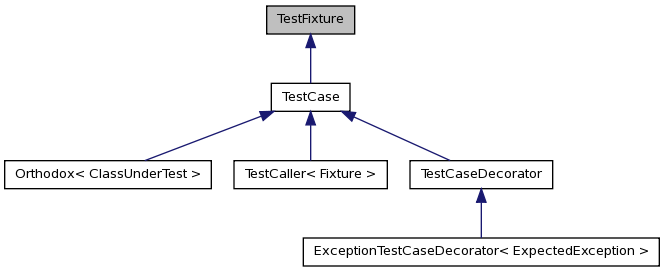 TestFixture
TestCase
Orthodox< ClassUnderTest >
TestCaller< Fixture >
TestCaseDecorator
ExceptionTestCaseDecorator< ExpectedException >